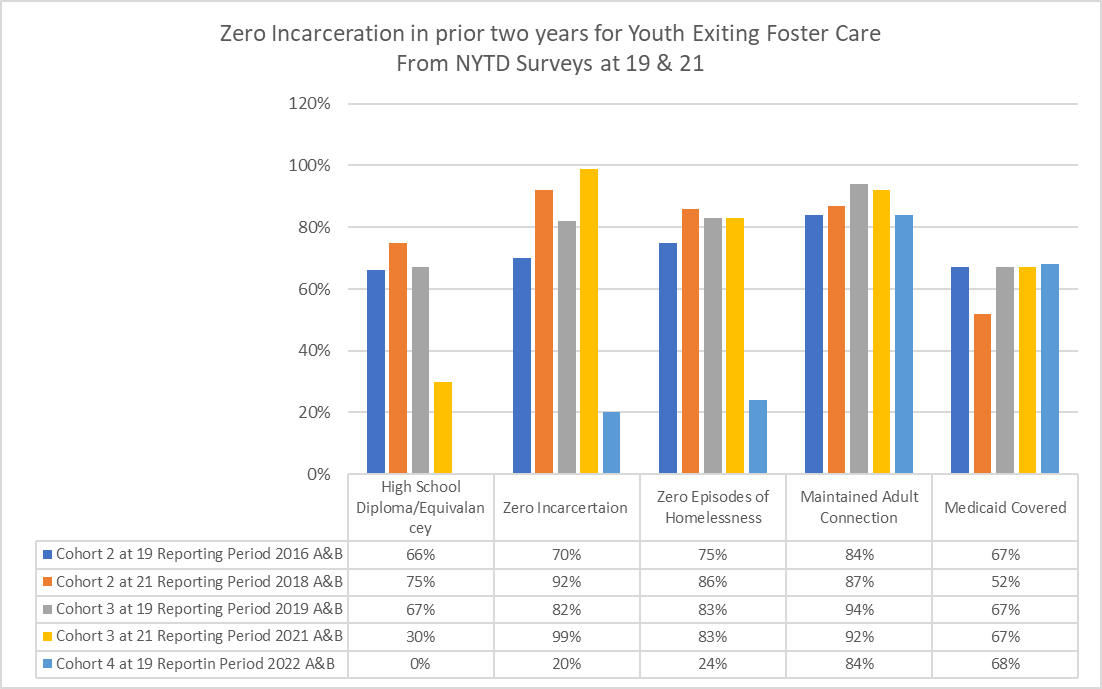 Zero Incarceration in prior two years for Youth Exiting Foster Care
From NYTD Surveys at 19 & 21
120%
100%
80%
60%
40%
20%
0%
High School
Diploma/Equivalan
cey
Zero Incarcertaion
Zero Episodes of
Homelessness
Maintained Adult
Connection
Medicaid Covered
Cohort 2 at 19 Reporting Period 2016 A&B 66% 70% 75% 84% 67%
Cohort 2 at 21 Reporting Period 2018 A&B 75% 92% 86% 87% 52%
Cohort 3 at 19 Reporting Period 2019 A&B 67% 82% 83% 94% 67%
Cohort 3 at 21 Reporting Period 2021 A&B 30% 99% 83% 92% 67%
Cohort 4 at 19 Reportin Period 2022 A&B 0% 20% 24% 84% 68%